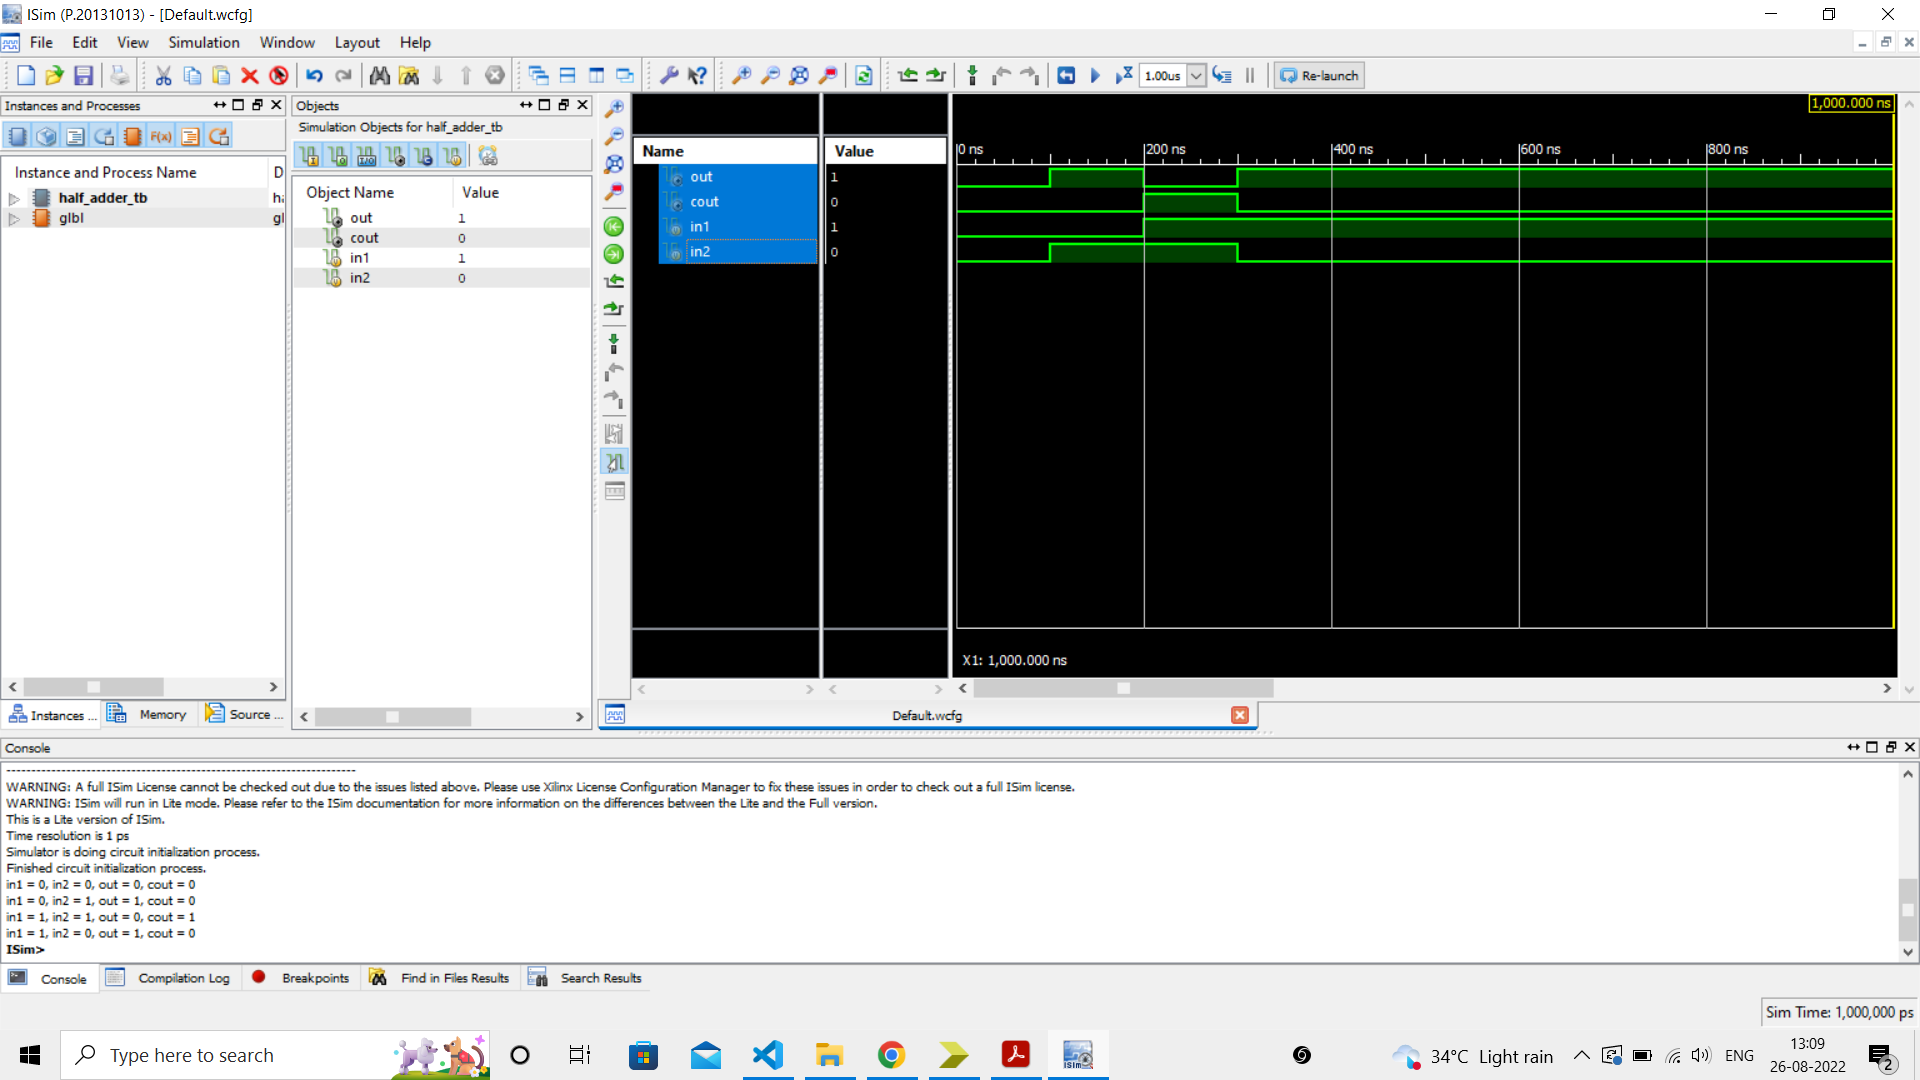 ISim (P.20131013) - [Default.wcfg]
File Edit View Simulation Window Layout Help
1.00us Re-launch
Instances and Processes
Instance and Process Name D
half_adder_tb
glbl gl
Instances ... Memory Source ...
Objects
Simulation Objects for half_adder_tb
Object Name Value
out 1
cout 0
in1 1
in2 0
Name Value
out 1
cout 0
in1 1
in2 0
1,000.000 ns
0 ns 200 ns 400 ns 600 ns 800 ns
X1: 1,000.000 ns
Default.wcfg
Console
--------------------------------------------------------------------
WARNING: A full ISim License cannot be checked out due to the issues listed above. Please use Xilinx License Configuration Manager to fix these issues in order to check out a full ISim license.
WARNING: ISim will run in Lite mode. Please refer to the ISim documentation for more information on the differences between the Lite and the Full version.
This is a Lite version of ISim.
Time resolution is 1 ps
Simulator is doing circuit initialization process.
Finished circuit initialization process.
in1 = 0, in2 = 0, out = 0, cout = 0
in1 = 0, in2 = 1, out = 1, cout = 0
in1 = 1, in2 = 1, out = 0, cout = 1
in1 = 1, in2 = 0, out = 1, cout = 0
ISim>
Console Compilation Log Breakpoints Find in Files Results Search Results
Sim Time: 1,000,000 ps
Type here to search
34°C Light rain
ENG
13:09
26-08-2022
2